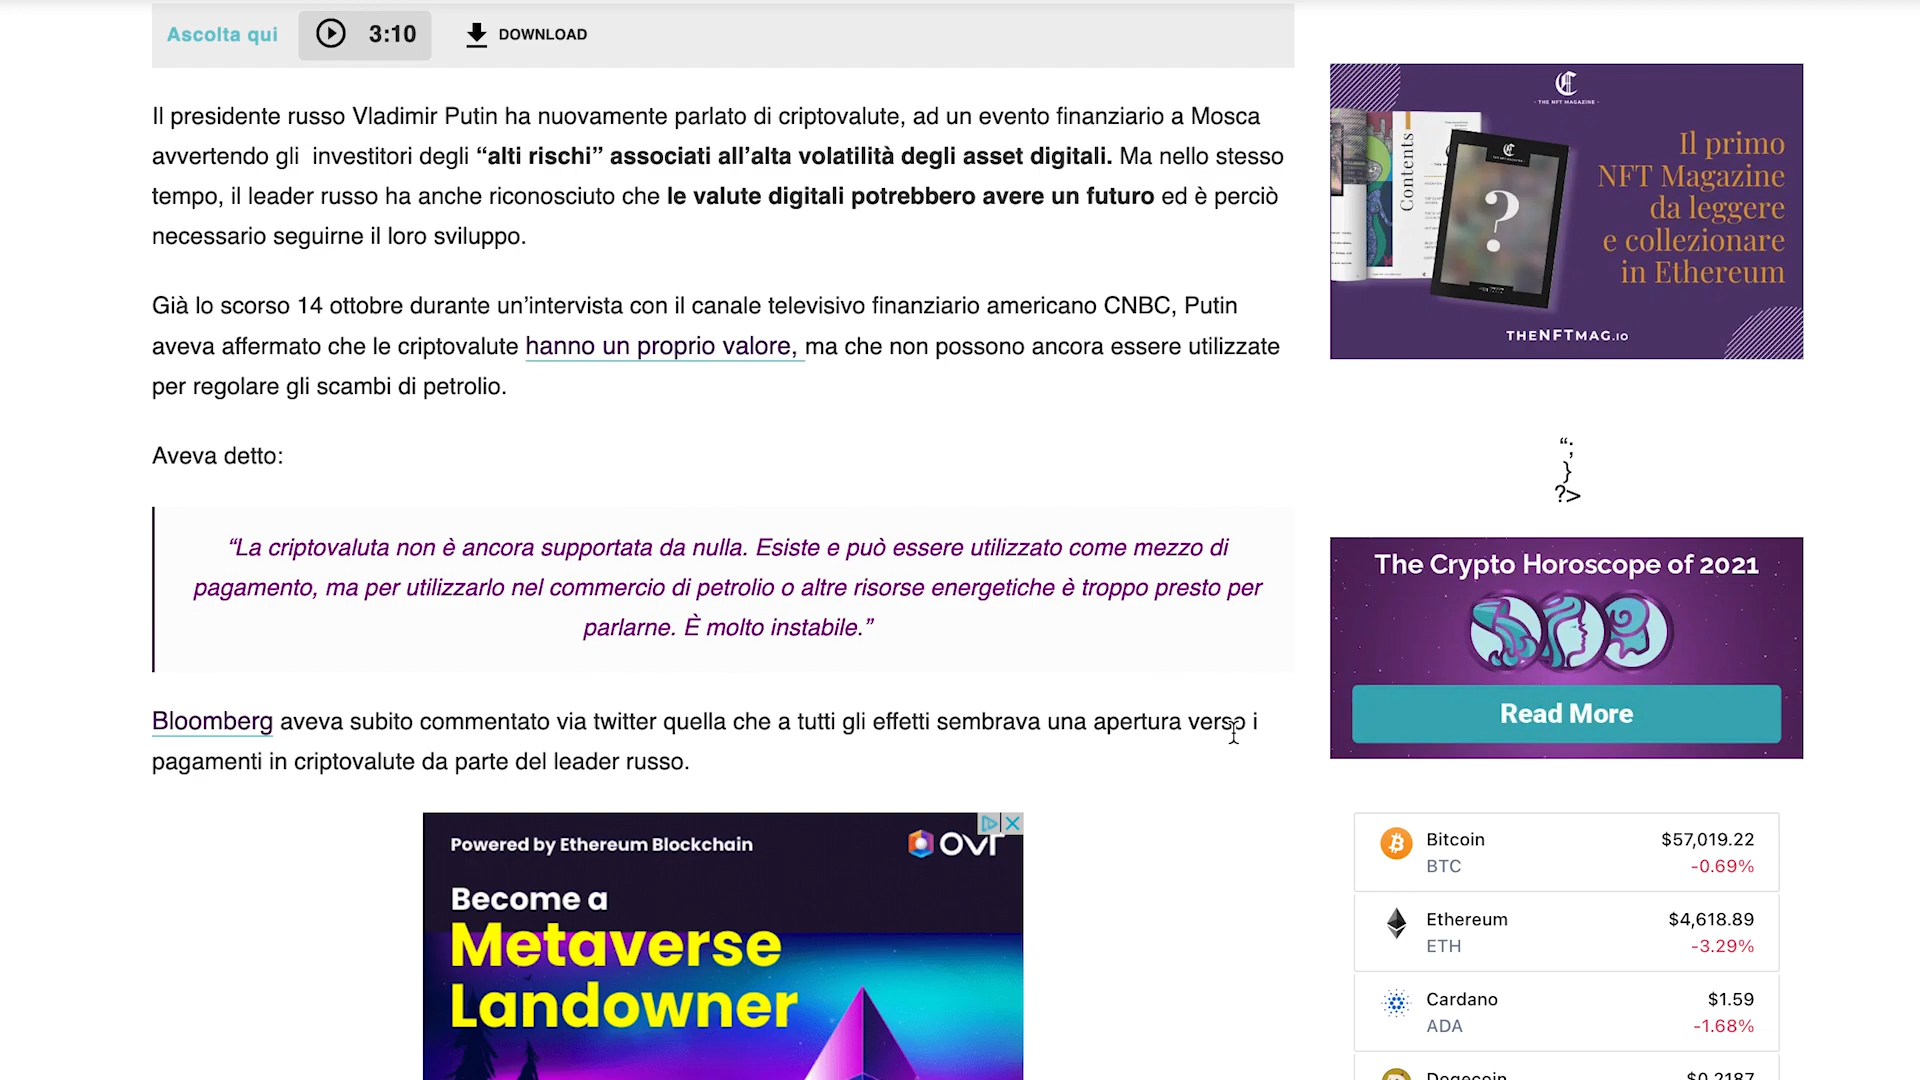 Ascolta qui
3:10
DOWNLOAD
Il presidente russo Vladimir Putin ha nuovamente parlato di criptovalute, ad un evento finanziario a Mosca
avvertendo gli investitori degli “alti rischi” associati all’alta volatilità degli asset digitali. Ma nello stesso
tempo, il leader russo ha anche riconosciuto che le valute digitali potrebbero avere un futuro ed è perciò
necessario seguirne il loro sviluppo.
Già lo scorso 14 ottobre durante un’intervista con il canale televisivo finanziario americano CNBC, Putin
aveva affermato che le criptovalute hanno un proprio valore, ma che non possono ancora essere utilizzate
per regolare gli scambi di petrolio.
Aveva detto:
“La criptovaluta non è ancora supportata da nulla. Esiste e può essere utilizzato come mezzo di
pagamento, ma per utilizzarlo nel commercio di petrolio o altre risorse energetiche è troppo presto per
parlarne. È molto instabile.”
Bloomberg aveva subito commentato via twitter quella che a tutti gli effetti sembrava una apertura verso i
pagamenti in criptovalute da parte del leader russo.
Powered by Ethereum Blockchain
OVr
Become a
Metaverse
Landowner
- THE NFT MAGAZINE -
Contents
?
Il primo
NFT Magazine
da leggere
e collezionare
in Ethereum
THENFTMAG.io
“;
}
?>
The Crypto Horoscope of 2021
Read More
Bitcoin $57,019.22
BTC -0.69%
Ethereum $4,618.89
ETH -3.29%
Cardano $1.59
ADA -1.68%
Dogecoin $0.2187